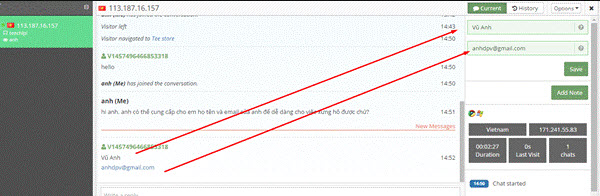 113.187.16.157
anh
113.187.16.157
anh (Me) has joined the conversation.
Visitor left
14:43
Visitor navigated to Tee store
14:50
V1457496466853318
hello
14:50
anh (Me) has joined the conversation.
14:50
anh (Me)
hi anh. anh có thể cung cấp cho em họ tên và email của anh để dễ dàng cho việc xưng hô được chứ?
14:51
New Messages
V1457496466853318
Vũ Anh
14:52
anhdpv@gmail.com
Write a reply
Current
History
Options
Vũ Anh
anhdpv@gmail.com
Save
Add Note
Vietnam
171.241.55.83
00:02:27
Duration
0s
Last Visit
1
chats
14:50
Chat started